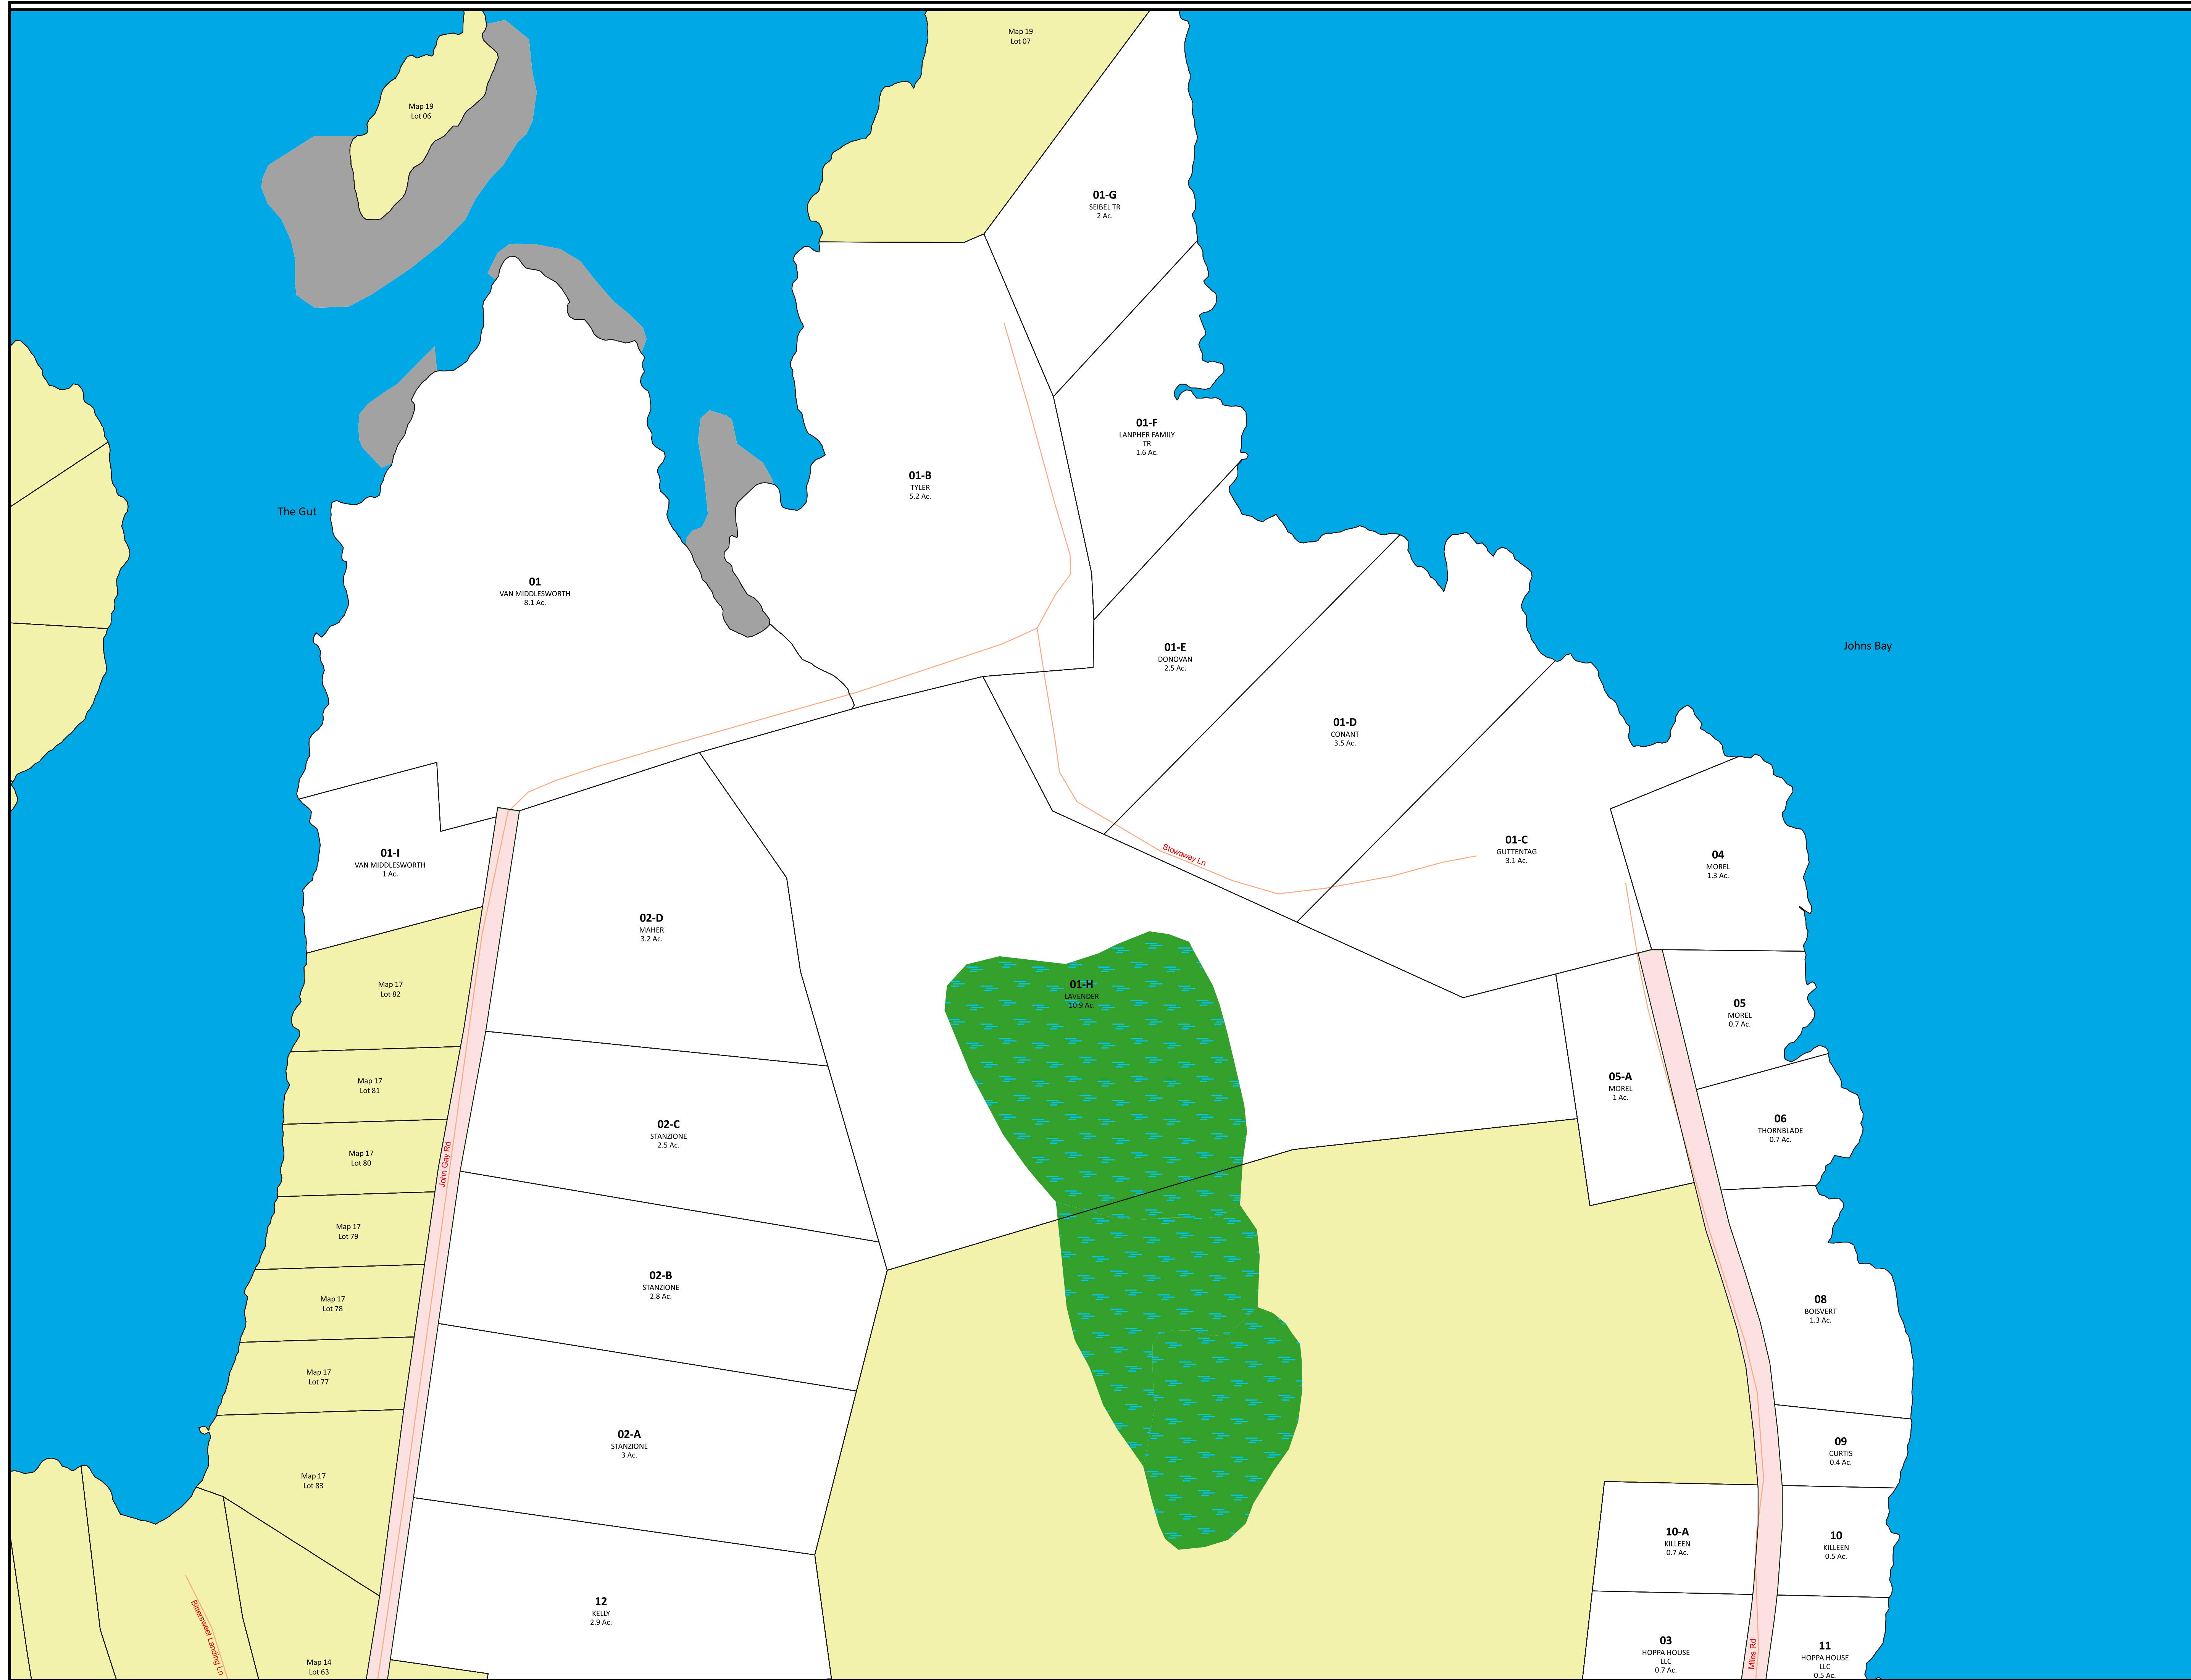 Map 19
Lot 07
Map 19
Lot 06
01-G
SEIBEL TR
2 Ac.
01-F
LANPHER FAMILY
TR
1.6 Ac.
01-B
TYLER
5.2 Ac.
The Gut
01
VAN MIDDLESWORTH
8.1 Ac.
01-E
DONOVAN
2.5 Ac.
Johns Bay
01-D
CONANT
3.5 Ac.
01-C
GUTTENTAG
3.1 Ac.
Stowaway Ln
01-I
VAN MIDDLESWORTH
1 Ac.
04
MOREL
1.3 Ac.
02-D
MAHER
3.2 Ac.
01-H
LAVENDER
10.9 Ac.
Map 17
Lot 82
05
MOREL
0.7 Ac.
05-A
MOREL
1 Ac.
Map 17
Lot 81
02-C
STANZIONE
2.5 Ac.
06
THORNBLADE
0.7 Ac.
John Gay Rd
Map 17
Lot 80
Map 17
Lot 79
02-B
STANZIONE
2.8 Ac.
Map 17
Lot 78
08
BOISVERT
1.3 Ac.
Map 17
Lot 77
02-A
STANZIONE
3 Ac.
09
CURTIS
0.4 Ac.
Map 17
Lot 83
10-A
KILLEEN
0.7 Ac.
10
KILLEEN
0.5 Ac.
12
KELLY
2.9 Ac.
Bittersweet Landing Ln
Map 14
Lot 63
03
HOPPA HOUSE
LLC
0.7 Ac.
Miles Rd
11
HOPPA HOUSE
LLC
0.5 Ac.